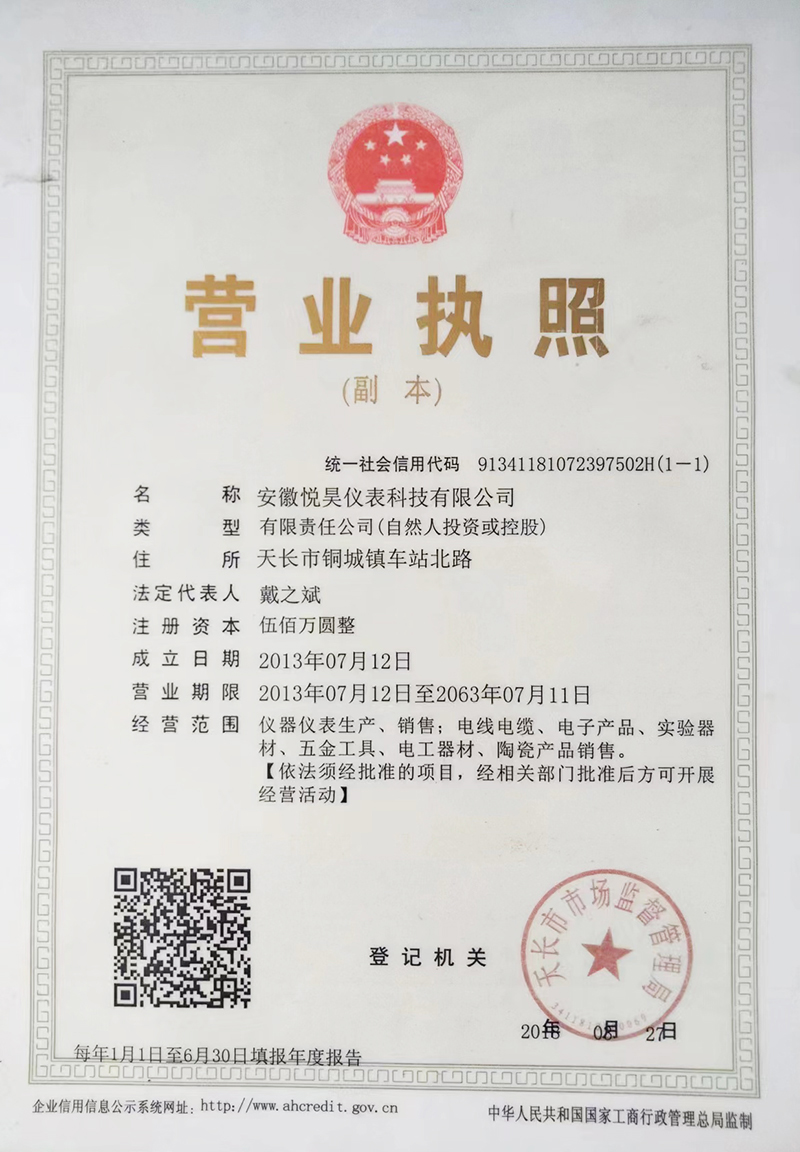 营业执照
(副 本)
统一社会信用代码 91341181072397502H(1-1)
名称 安徽悦昊仪表科技有限公司
类型 有限责任公司(自然人投资或控股)
住所 天长市铜城镇车站北路
法定代表人 戴之斌
注册资本 伍佰万圆整
成立日期 2013年07月12日
营业期限 2013年07月12日至2063年07月11日
经营范围 仪器仪表生产、销售；电线电缆、电子产品、实验器
材、五金工具、电工器材、陶瓷产品销售。
【依法须经批准的项目，经相关部门批准后方可开展
经营活动】
天长市市场监督管理局
登记机关
2018年 08月 27日
每年1月1日至6月30日填报年度报告
企业信用信息公示系统网址：http://www.ahcredit.gov.cn
中华人民共和国国家工商行政管理总局监制